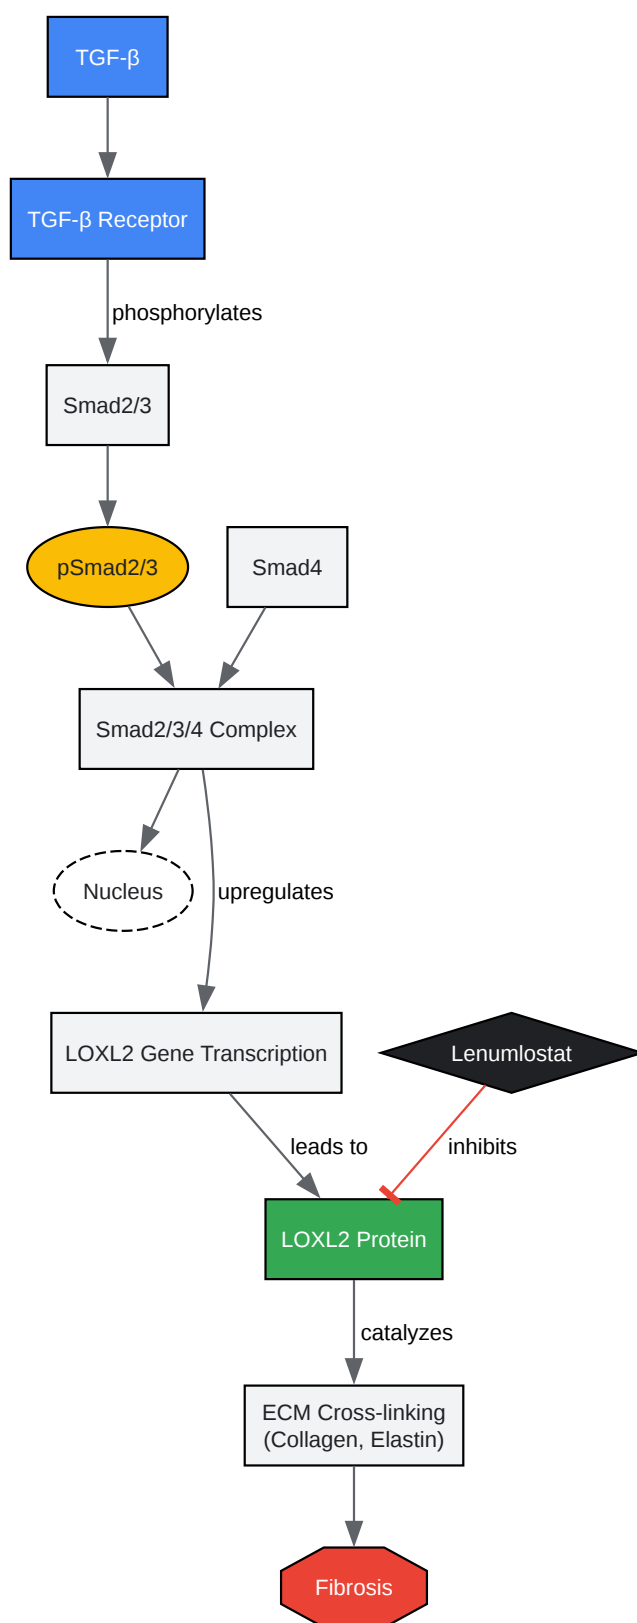 TGF-β
TGF-β Receptor
phosphorylates
Smad2/3
pSmad2/3
Smad4
Smad2/3/4 Complex
Nucleus
upregulates
LOXL2 Gene Transcription
Lenumlostat
leads to
inhibits
LOXL2 Protein
catalyzes
ECM Cross-linking
(Collagen, Elastin)
Fibrosis